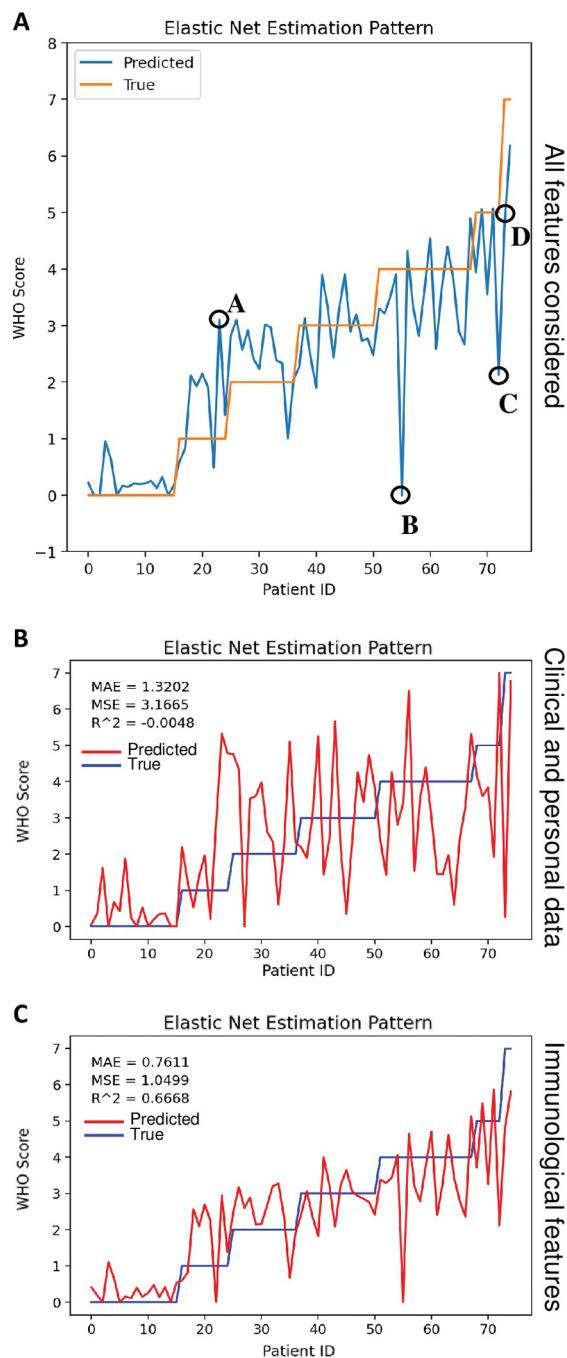 A
Elastic Net Estimation Pattern
8
7
6
5
4
3
2
1
0
−1
WHO Score
Predicted
True
A
B
C
D
0 10 20 30 40 50 60 70
Patient ID
All features considered
B
Elastic Net Estimation Pattern
7
6
5
4
3
2
1
0
WHO Score
MAE = 1.3202
MSE = 3.1665
R^2 = -0.0048
Predicted
True
0 10 20 30 40 50 60 70
Patient ID
Clinical and personal data
C
Elastic Net Estimation Pattern
7
6
5
4
3
2
1
0
WHO Score
MAE = 0.7611
MSE = 1.0499
R^2 = 0.6668
Predicted
True
0 10 20 30 40 50 60 70
Patient ID
Immunological features